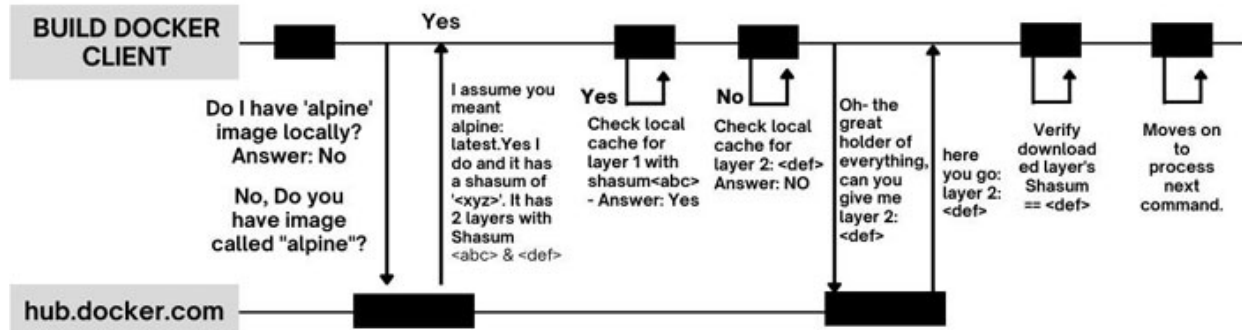 BUILD DOCKER
CLIENT
Do I have 'alpine'
image locally?
Answer: No
No, Do you
have image
called "alpine"?
Yes
I assume you
meant
alpine:
latest.Yes I
do and it has
a shasum of
'<xyz>'. It has
2 layers with
Shasum
<abc> & <def>
Yes
Check local
cache for
layer 1 with
shasum<abc>
- Answer: Yes
No
Check local
cache for
layer 2: <def>
Answer: NO
Oh- the
great
holder of
everything,
can you
give me
layer 2:
<def>
here
you go:
layer 2:
<def>
Verify
download
ed layer's
Shasum
== <def>
Moves on
to
process
next
command.
hub.docker.com